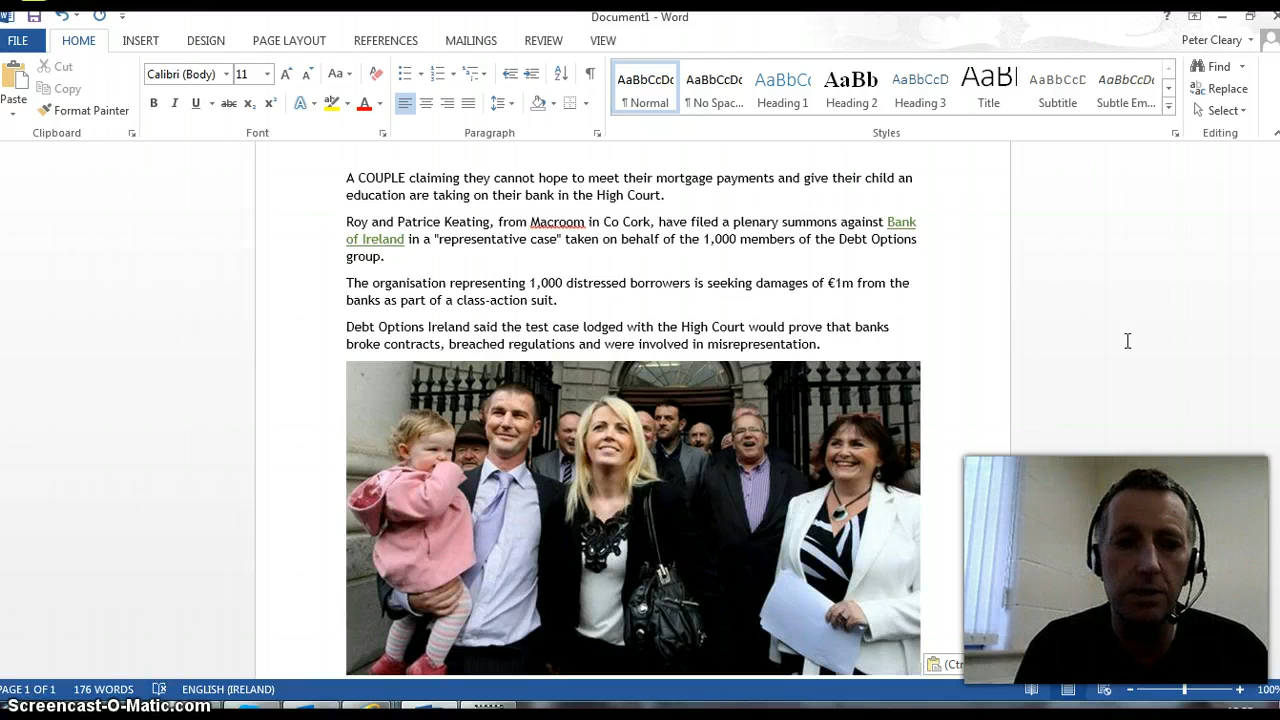 Document1 - Word
FILE HOME INSERT DESIGN PAGE LAYOUT REFERENCES MAILINGS REVIEW VIEW Peter Cleary
Cut
Copy
Paste
Format Painter
Clipboard
Calibri (Body) 11
Font
Paragraph
AaBbCcDc AaBbCcDc AaBbC AaBb AaBbCcD AaB AaBbCcD AaBbCcDc
¶ Normal ¶ No Spac... Heading 1 Heading 2 Heading 3 Title Subtitle
Styles
Find
Replace
Select
Editing
A COUPLE claiming they cannot hope to meet their mortgage payments and give their child an
education are taking on their bank in the High Court.
Roy and Patrice Keating, from Macroom in Co Cork, have filed a plenary summons against Bank
of Ireland in a "representative case" taken on behalf of the 1,000 members of the Debt Options
group.
The organisation representing 1,000 distressed borrowers is seeking damages of €1m from the
banks as part of a class-action suit.
Debt Options Ireland said the test case lodged with the High Court would prove that banks
broke contracts, breached regulations and were involved in misrepresentation.
(Ctr
PAGE 1 OF 1 176 WORDS ENGLISH (IRELAND) 100%
Screencast-O-Matic.com